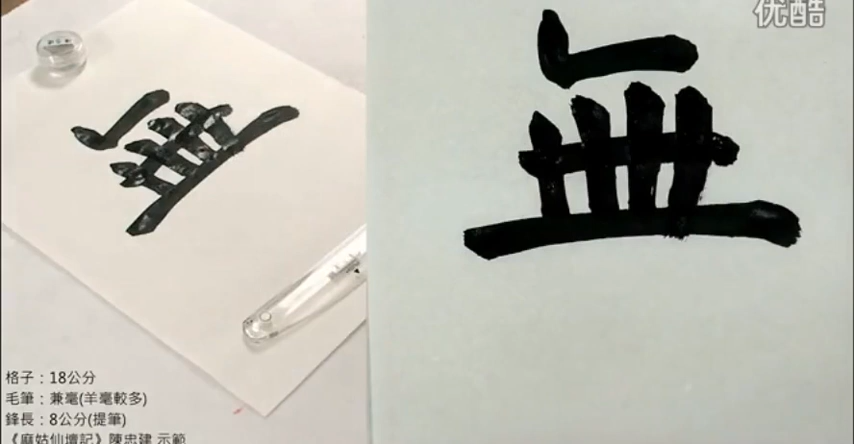 優酷
無
無
格子：18公分
毛筆：兼毫(羊毫較多)
鋒長：8公分(提筆)
《麻姑仙壇記》陳忠建 示範